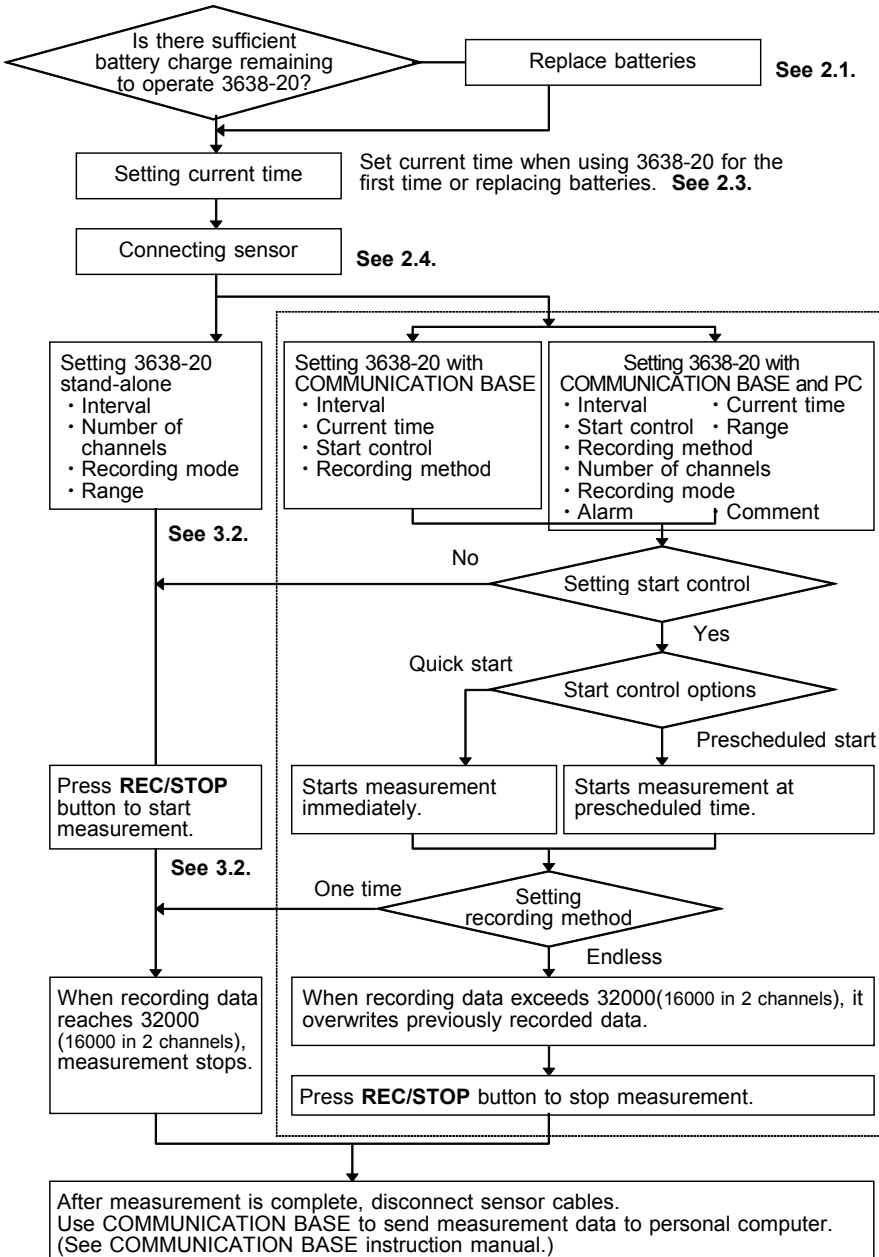 Is there sufficient
battery charge remaining
to operate 3638-20?
Replace batteries
See 2.1.
Setting current time
Set current time when using 3638-20 for the
first time or replacing batteries. See 2.3.
Connecting sensor
See 2.4.
Setting 3638-20
stand-alone
・Interval
・Number of
channels
・Recording mode
・Range
See 3.2.
Setting 3638-20 with
COMMUNICATION BASE
・Interval
・Current time
・Start control
・Recording method
Setting 3638-20 with
COMMUNICATION BASE and PC
・Interval ・Current time
・Start control ・Range
・Recording method
・Number of channels
・Recording mode
・Alarm ・Comment
No
Setting start control
Yes
Quick start
Start control options
Prescheduled start
Press REC/STOP
button to start
measurement.
See 3.2.
Starts measurement
immediately.
Starts measurement at
prescheduled time.
One time
Setting
recording method
Endless
When recording data
reaches 32000
(16000 in 2 channels),
measurement stops.
When recording data exceeds 32000(16000 in 2 channels), it
overwrites previously recorded data.
Press REC/STOP button to stop measurement.
After measurement is complete, disconnect sensor cables.
Use COMMUNICATION BASE to send measurement data to personal computer.
(See COMMUNICATION BASE instruction manual.)